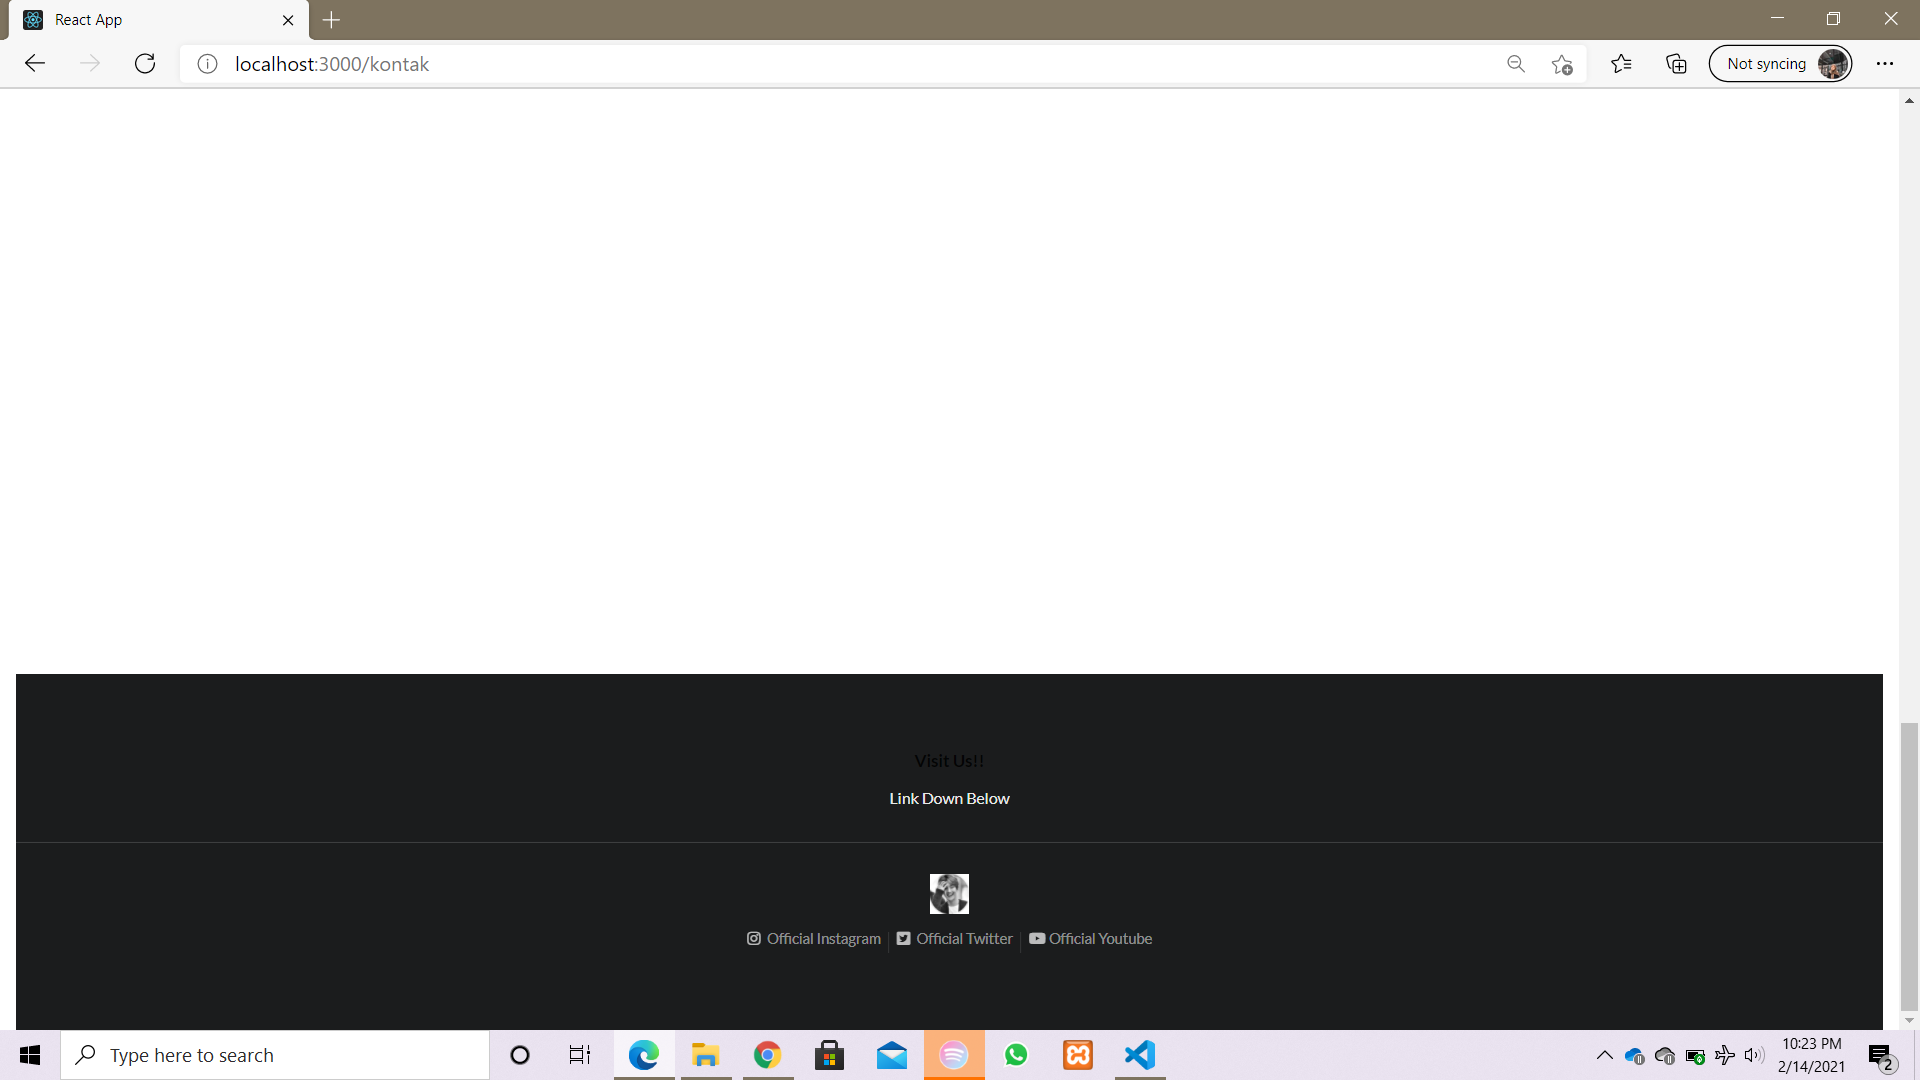 React App
localhost:3000/kontak
Not syncing
Visit Us!!
Link Down Below
Official Instagram
Official Twitter
Official Youtube
Type here to search
10:23 PM
2/14/2021
2